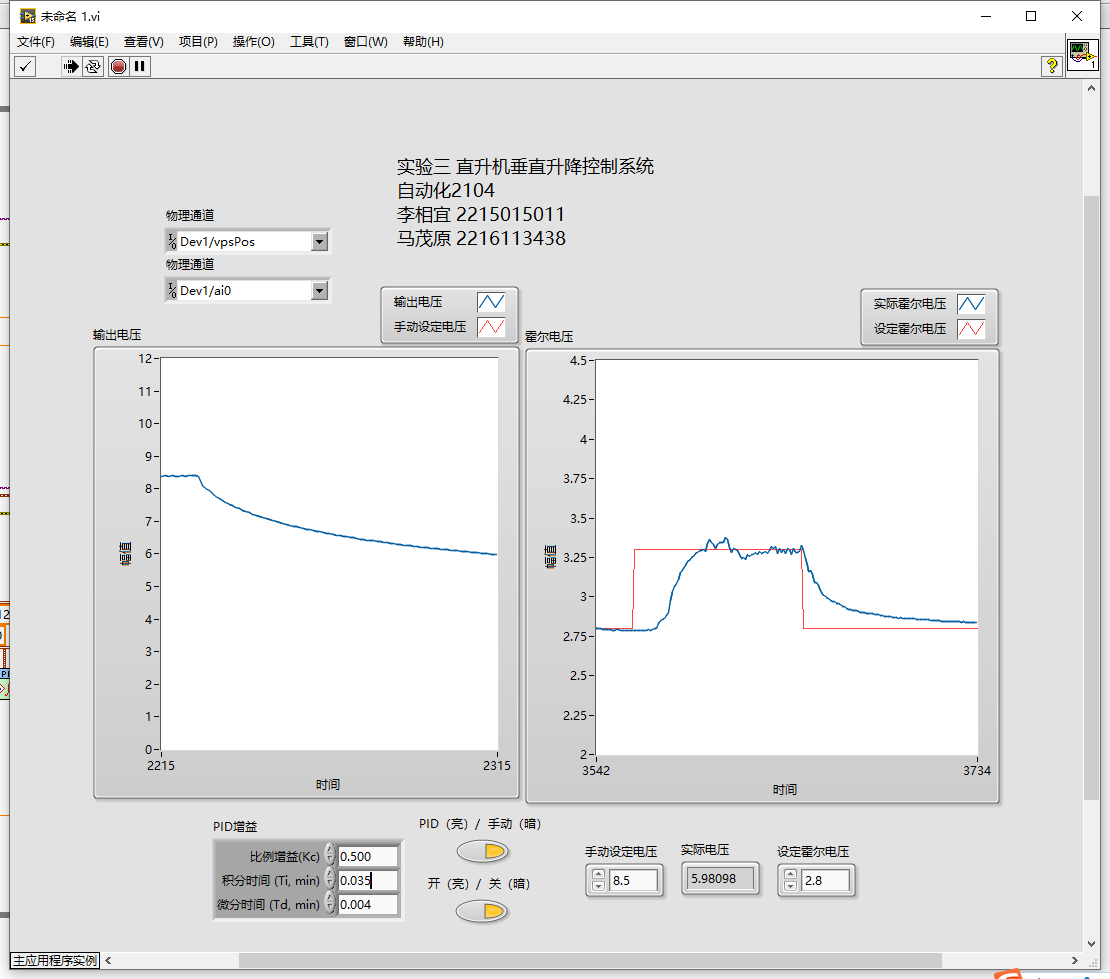 未命名 1.vi
文件(F) 编辑(E) 查看(V) 项目(P) 操作(O) 工具(T) 窗口(W) 帮助(H)
?
1
实验三 直升机垂直升降控制系统
自动化2104
李相宜 2215015011
马茂原 2216113438
物理通道
Dev1/vpsPos
物理通道
Dev1/ai0
输出电压
手动设定电压
实际霍尔电压
设定霍尔电压
输出电压
12
11
10
9
8
7
6
5
4
3
2
1
0
幅值
2215 2315
时间
霍尔电压
4.5
4.25
4
3.75
3.5
3.25
3
2.75
2.5
2.25
2
幅值
3542 3734
时间
PID增益
比例增益(Kc) 0.500
积分时间 (Ti, min) 0.035
微分时间 (Td, min) 0.004
PID（亮）/ 手动（暗）
开（亮）/ 关（暗）
手动设定电压
8.5
实际电压
5.98098
设定霍尔电压
2.8
主应用程序实例